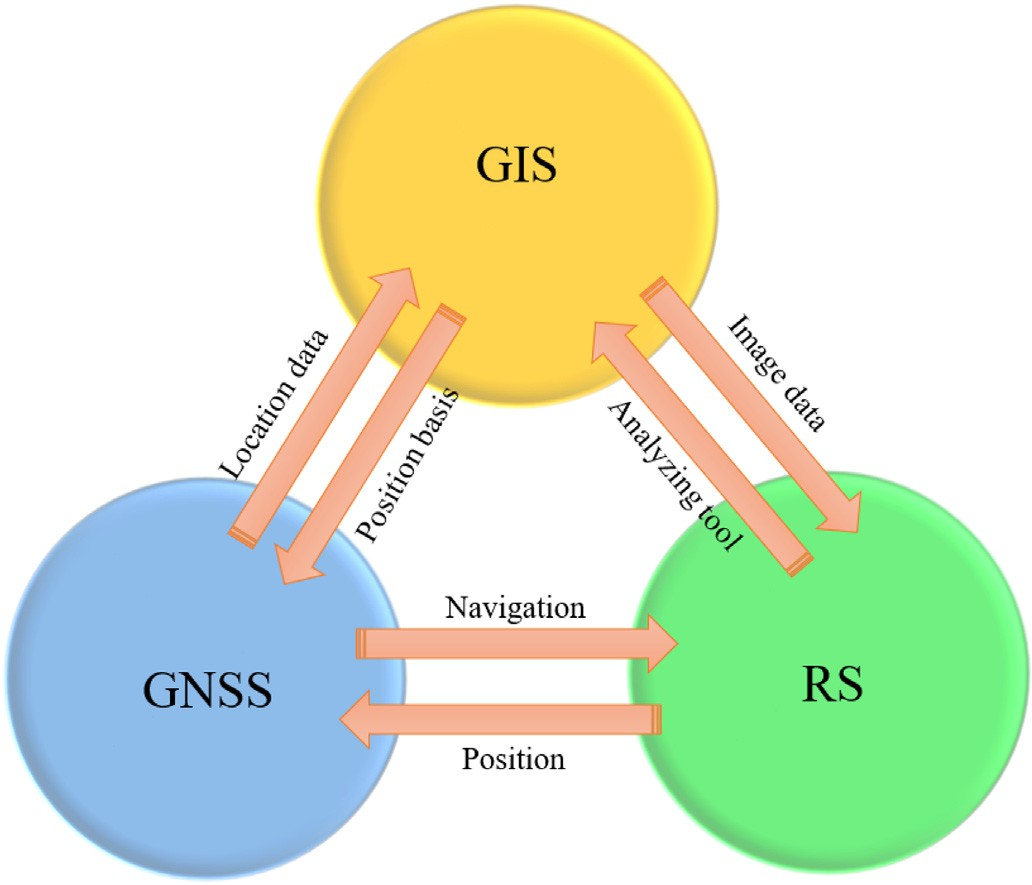 GIS
Location data
Position basis
Analyzing tool
Image data
Navigation
GNSS
RS
Position